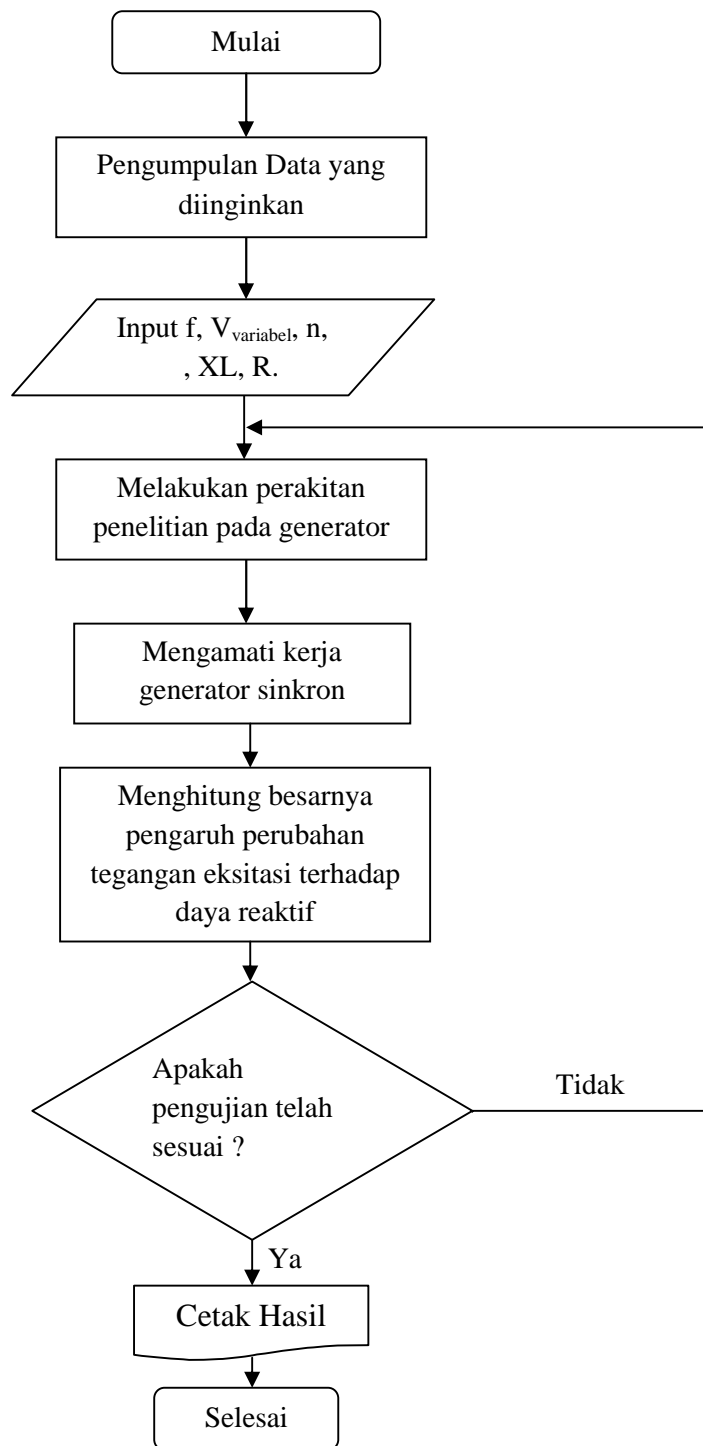 Mulai
Pengumpulan Data yang
diinginkan
Input f, Vvariabel, n,
, XL, R.
Melakukan perakitan
penelitian pada generator
Mengamati kerja
generator sinkron
Menghitung besarnya
pengaruh perubahan
tegangan eksitasi terhadap
daya reaktif
Apakah
pengujian telah
sesuai ?
Tidak
Ya
Cetak Hasil
Selesai